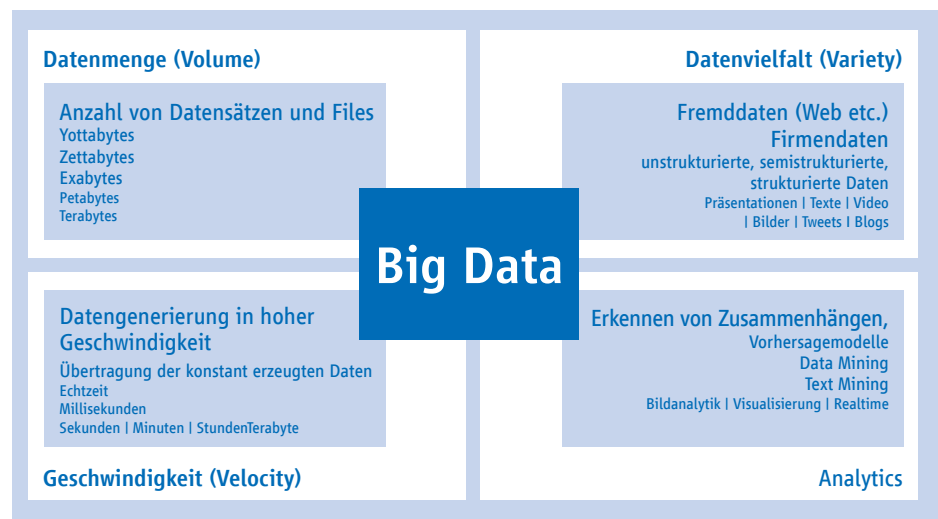 Datenmenge (Volume)
Anzahl von Datensätzen und Files
Yottabytes
Zettabytes
Exabytes
Petabytes
Terabytes
Datenvielfalt (Variety)
Fremddaten (Web etc.)
Firmendaten
unstrukturierte, semistrukturierte,
strukturierte Daten
Präsentationen | Texte | Video
| Bilder | Tweets | Blogs
Big Data
Datengenerierung in hoher
Geschwindigkeit
Übertragung der konstant erzeugten Daten
Echtzeit
Millisekunden
Sekunden | Minuten | StundenTerabyte
Geschwindigkeit (Velocity)
Erkennen von Zusammenhängen,
Vorhersagemodelle
Data Mining
Text Mining
Bildanalytik | Visualisierung | Realtime
Analytics